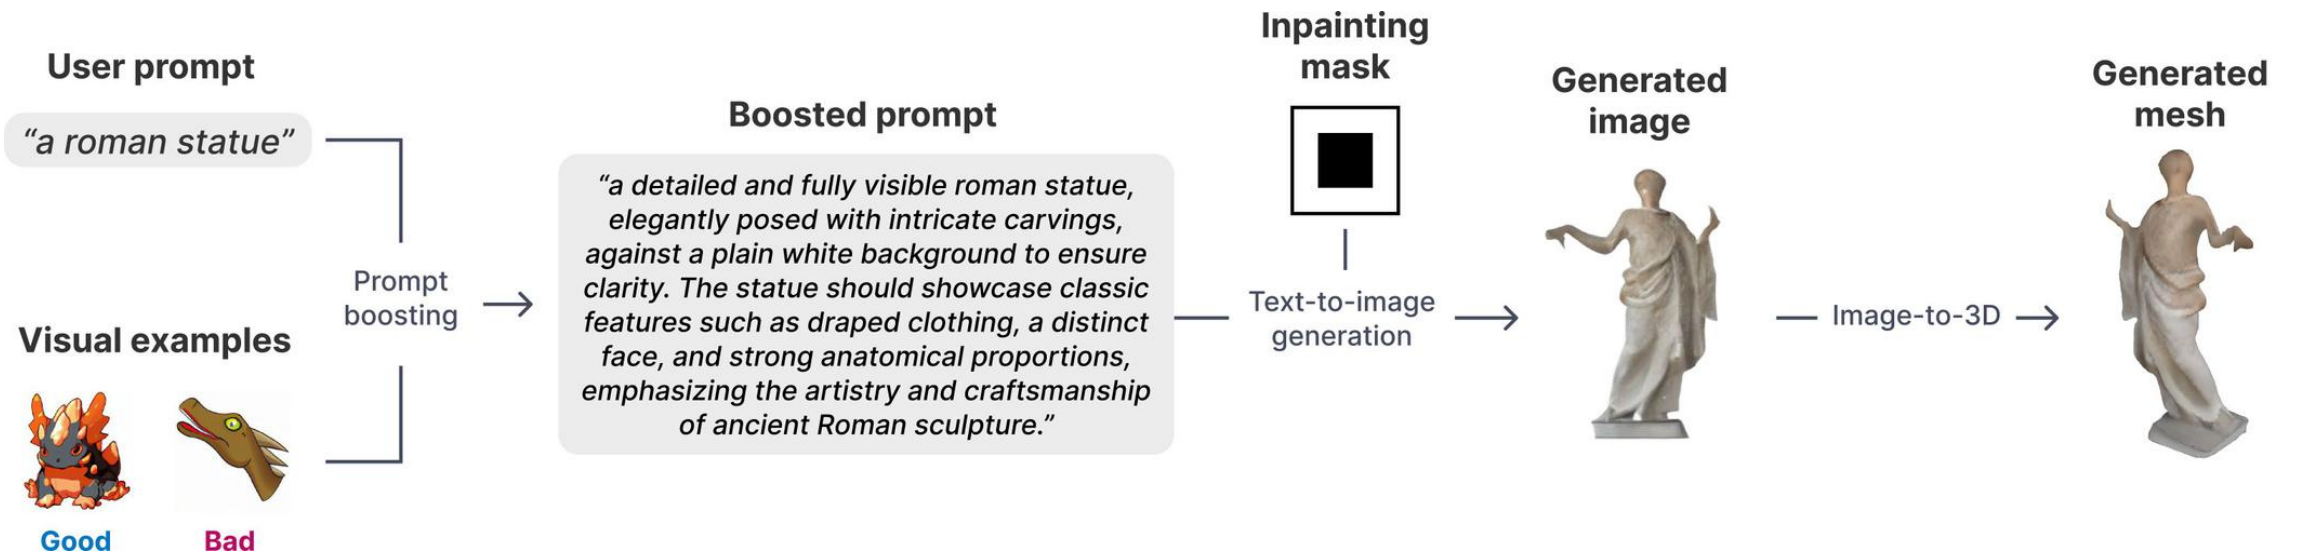 User prompt
“a roman statue”
Visual examples
Good
Bad
Prompt
boosting
Boosted prompt
“a detailed and fully visible roman statue,
elegantly posed with intricate carvings,
against a plain white background to ensure
clarity. The statue should showcase classic
features such as draped clothing, a distinct
face, and strong anatomical proportions,
emphasizing the artistry and craftsmanship
of ancient Roman sculpture.”
Inpainting
mask
Text-to-image
generation
Generated
image
Image-to-3D
Generated
mesh